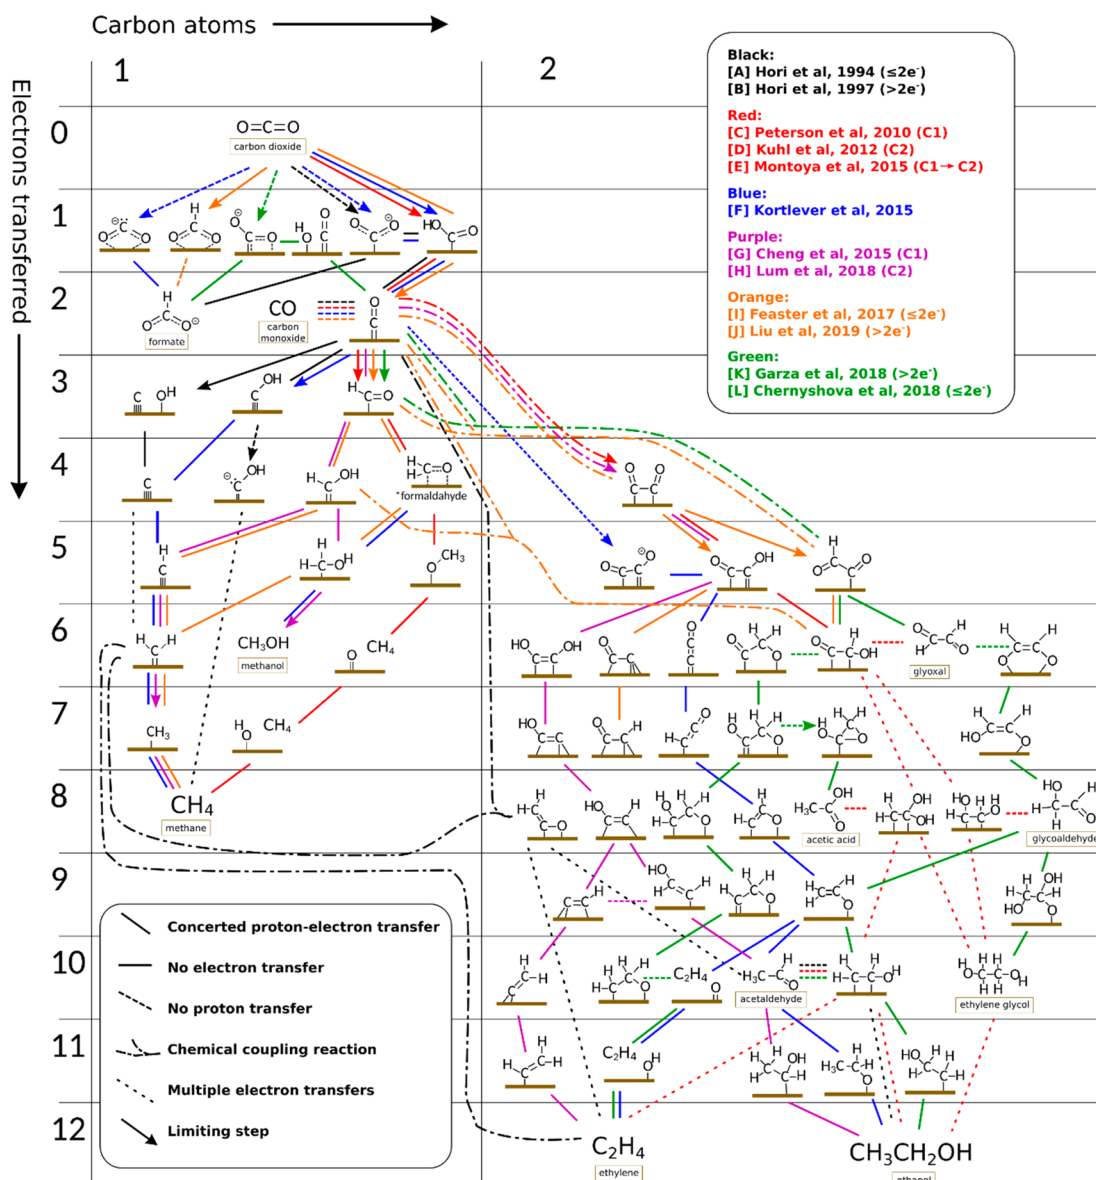 Carbon atoms
1
2
Electrons transferred
Black:
[A] Hori et al, 1994 (≤2e⁻)
[B] Hori et al, 1997 (>2e⁻)
Red:
[C] Peterson et al, 2010 (C1)
[D] Kuhl et al, 2012 (C2)
[E] Montoya et al, 2015 (C1→ C2)
Blue:
[F] Kortlever et al, 2015
Purple:
[G] Cheng et al, 2015 (C1)
[H] Lum et al, 2018 (C2)
Orange:
[I] Feaster et al, 2017 (≤2e⁻)
[J] Liu et al, 2019 (>2e⁻)
Green:
[K] Garza et al, 2018 (>2e⁻)
[L] Chernyshova et al, 2018 (≤2e⁻)
0
O=C=O
carbon dioxide
1
2
formate
CO
carbon
monoxide
3
4
*formaldahyde
5
OCH₃
6
CH₃OH
methanol
CH₄
glyoxal
7
CH₃
CH₄
8
CH₄
methane
acetic acid
glycoaldehyde
9
10
C₂H₄
acetaldehyde
ethylene glycol
11
C₂H₄
12
C₂H₄
ethylene
CH₃CH₂OH
ethanol
Concerted proton-electron transfer
No electron transfer
No proton transfer
Chemical coupling reaction
Multiple electron transfers
Limiting step